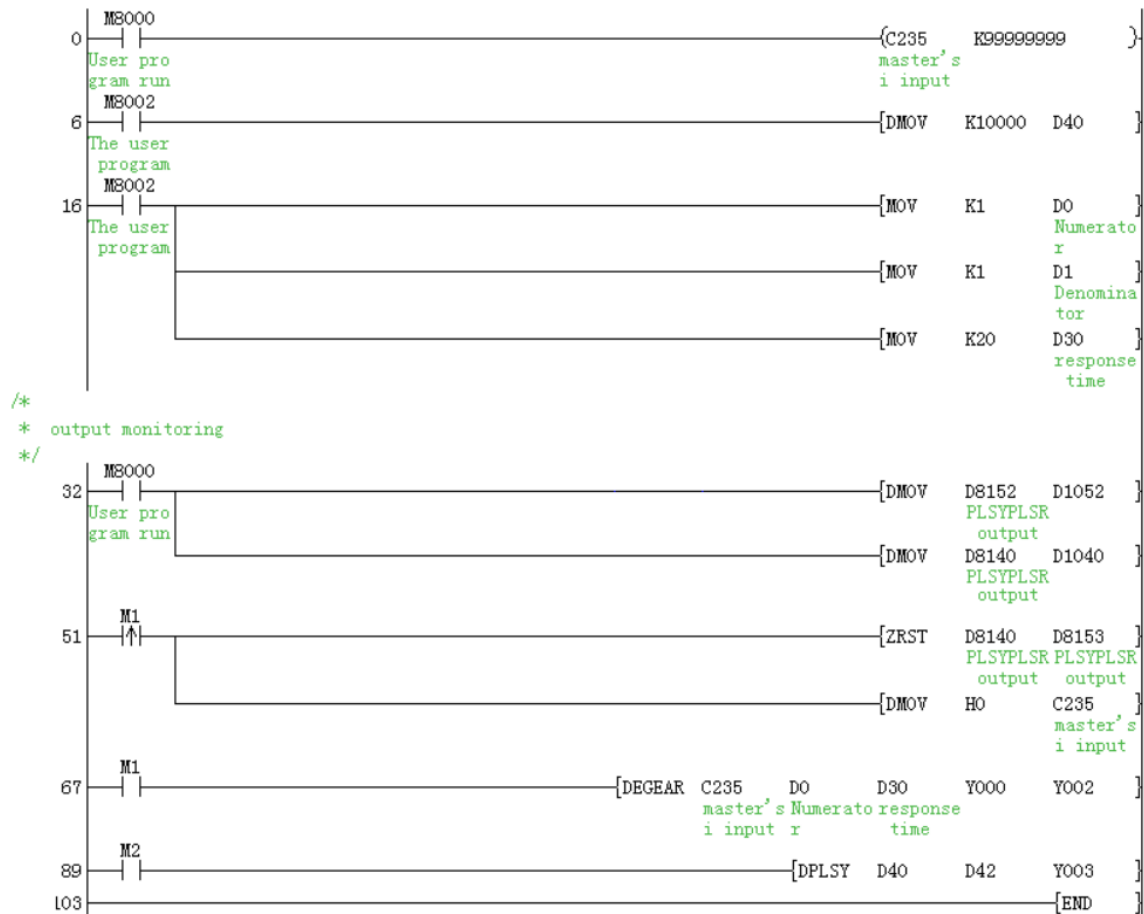 M8000
0 (C235 K99999999 )
User pro master's
gram run i input
M8002
6 [DMOV K10000 D40 ]
The user
program
M8002
16 [MOV K1 D0 ]
The user Numerato
program r
[MOV K1 D1 ]
Denomina
tor
[MOV K20 D30 ]
response
time
/*
* output monitoring
*/
M8000
32 [DMOV D8152 D1052 ]
User pro PLSYPLSR
gram run output
[DMOV D8140 D1040 ]
PLSYPLSR
output
M1
51 [ZRST D8140 D8153 ]
PLSYPLSR PLSYPLSR
output output
[DMOV H0 C235 ]
master's
i input
M1
67 [DEGEAR C235 D0 D30 Y000 Y002 ]
master's Numerato response
i input r time
M2
89 [DPLSY D40 D42 Y003 ]
103 [END ]